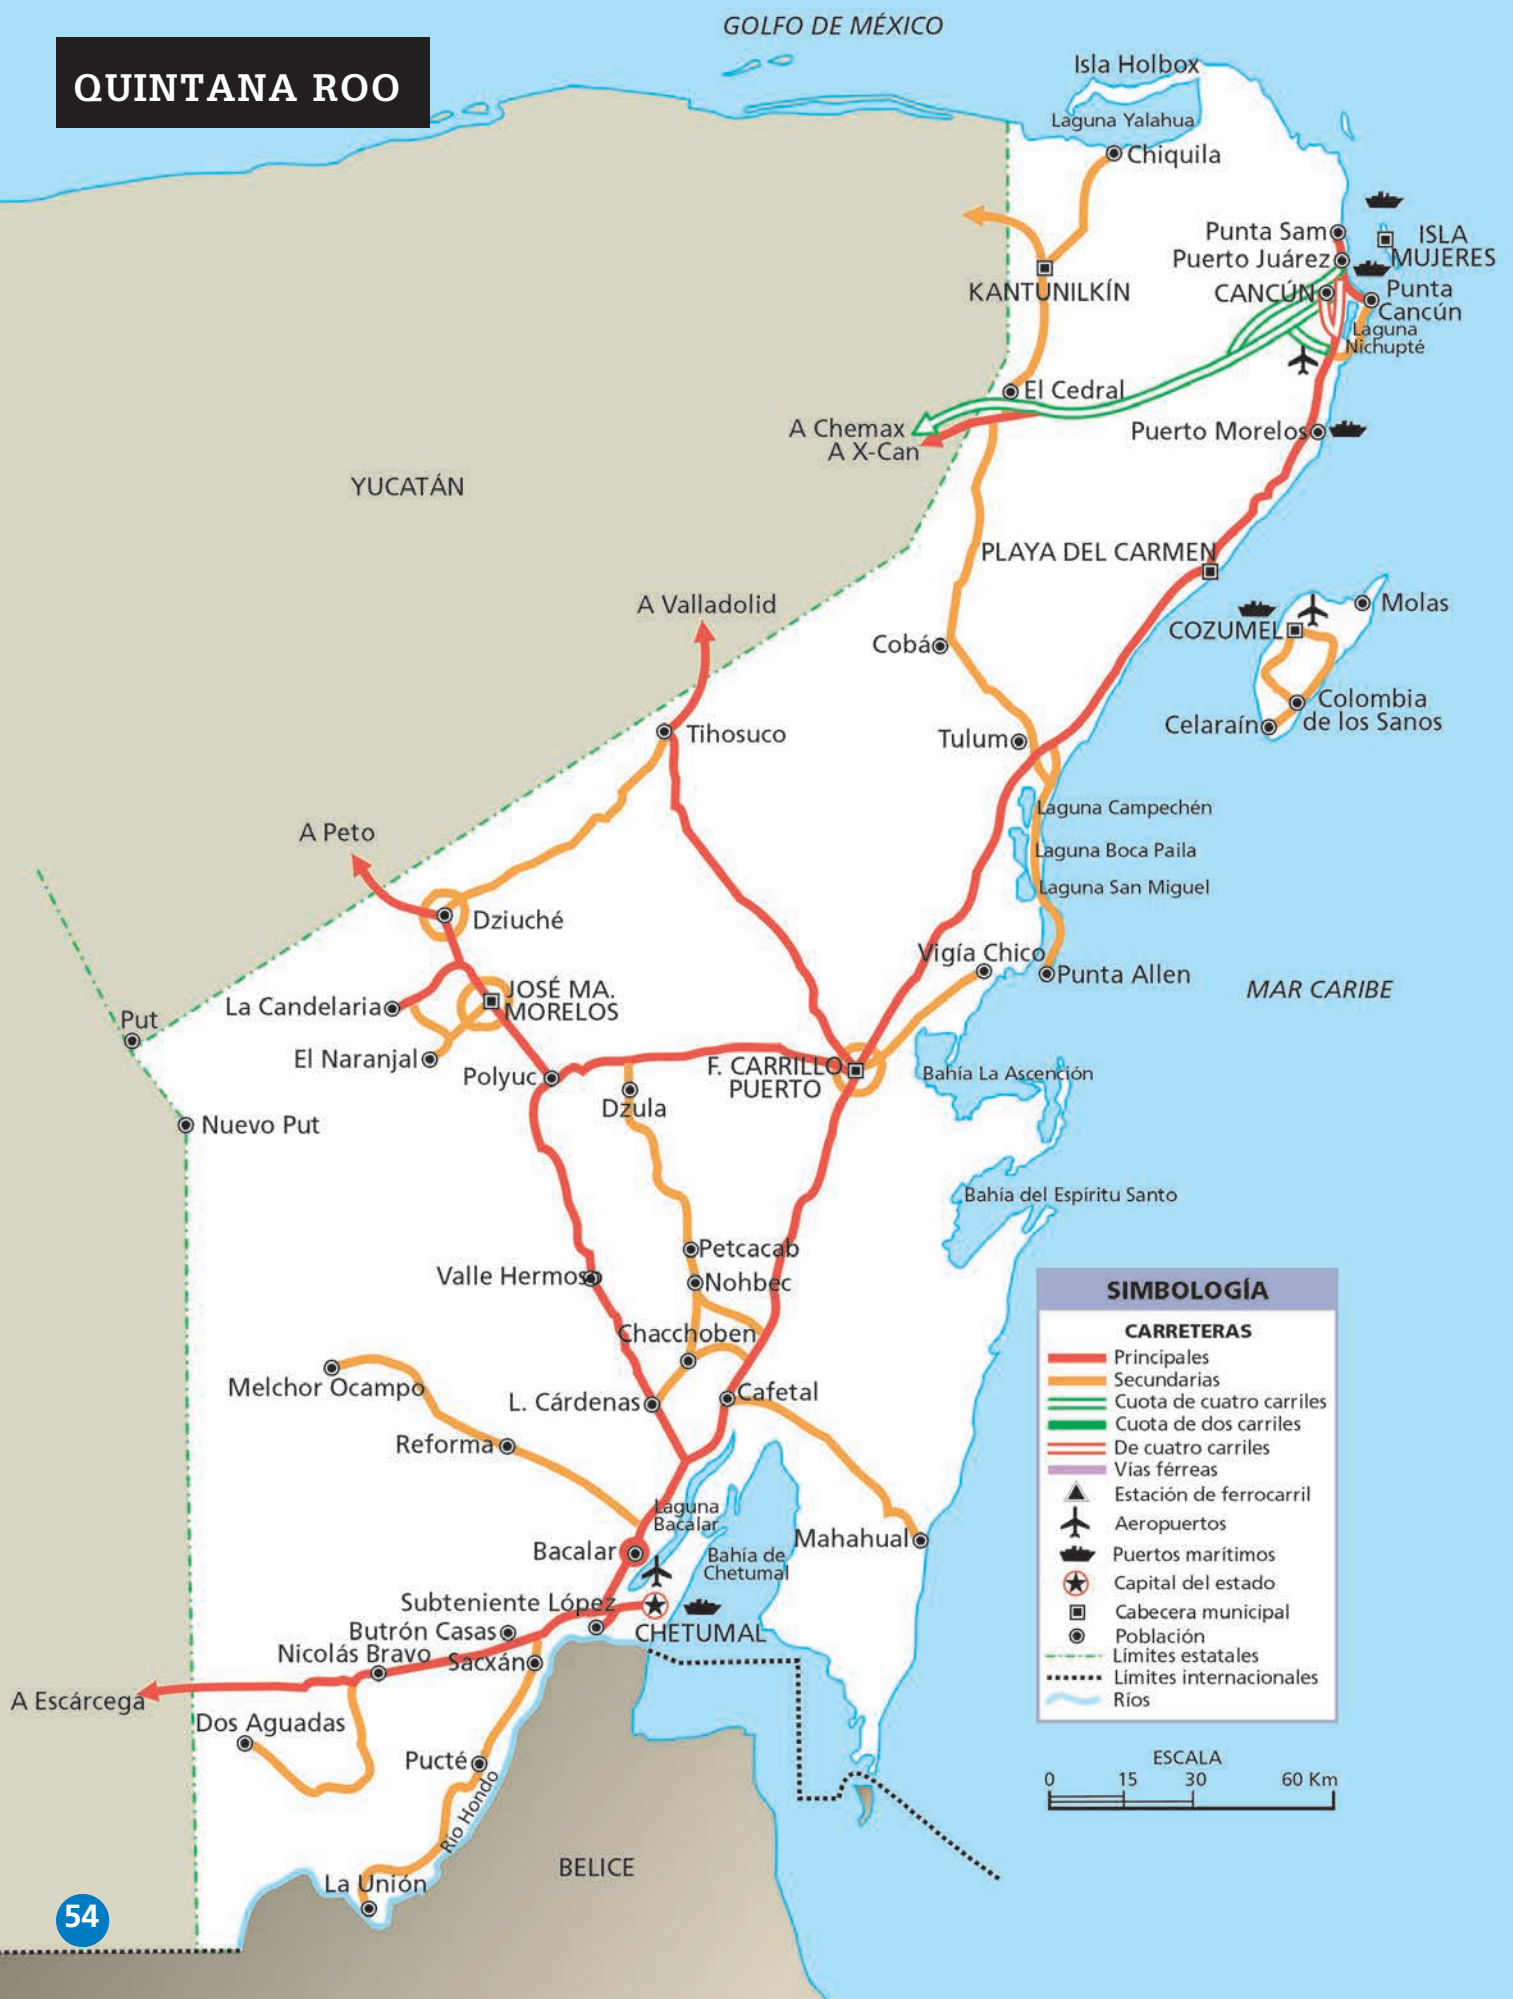 GOLFO DE MÉXICO
QUINTANA ROO
Isla Holbox
Laguna Yalahua
Chiquila
Punta Sam
ISLA
MUJERES
Puerto Juárez
KANTUNILKÍN
CANCÚN
Punta
Cancún
Laguna
Nichupté
El Cedral
A Chemax
A X-Can
Puerto Morelos
YUCATÁN
PLAYA DEL CARMEN
A Valladolid
Molas
COZUMEL
Cobá
Colombia
de los Sanos
Celaraín
Tihosuco
Tulum
Laguna Campechén
A Peto
Laguna Boca Paila
Laguna San Miguel
Dziuché
Vigía Chico
Punta Allen
MAR CARIBE
JOSÉ MA.
MORELOS
La Candelaria
Put
El Naranjal
Polyuc
F. CARRILLO
PUERTO
Bahía La Ascención
Dzula
Nuevo Put
Bahía del Espíritu Santo
Petcacab
Valle Hermoso
Nohbec
Chacchoben
Melchor Ocampo
L. Cárdenas
Cafetal
Reforma
Laguna
Bacalar
Mahahual
Bacalar
Bahía de
Chetumal
Subteniente López
Butrón Casas
CHETUMAL
Nicolás Bravo
Sacxán
A Escárcega
Dos Aguadas
Pucté
Río Hondo
BELICE
La Unión
54
SIMBOLOGÍA
CARRETERAS
Principales
Secundarias
Cuota de cuatro carriles
Cuota de dos carriles
De cuatro carriles
Vías férreas
Estación de ferrocarril
Aeropuertos
Puertos marítimos
Capital del estado
Cabecera municipal
Población
Límites estatales
Límites internacionales
Ríos
ESCALA
0 15 30 60 Km